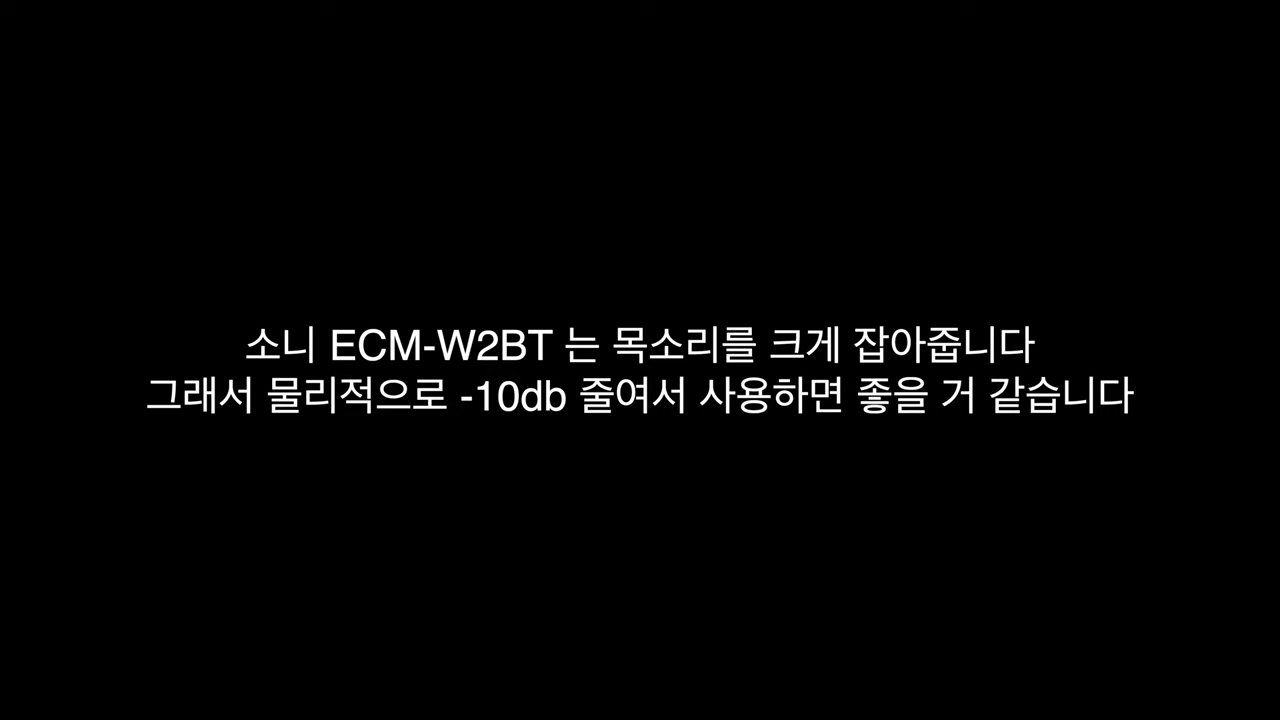 소니 ECM-W2BT 는 목소리를 크게 잡아줍니다
그래서 물리적으로 -10db 줄여서 사용하면 좋을 거 같습니다